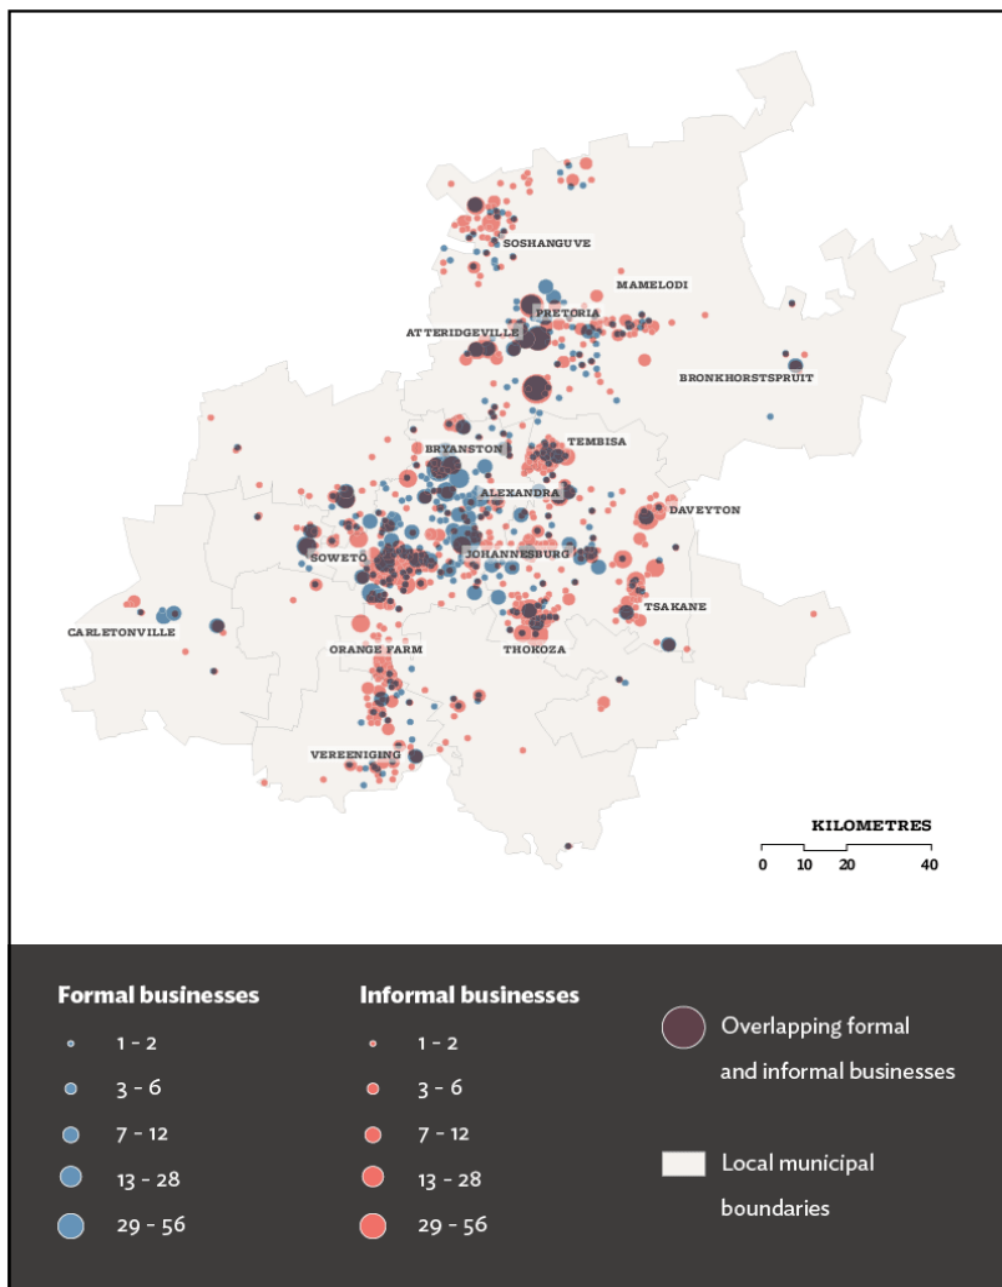 SOSHANGUVE
MAMELODI
PRETORIA
ATTERIDGEVILLE
BRONKHORSTSPRUIT
TEMBISA
BRYANSTON
ALEXANDRA
DAVEYTON
SOWETO
JOHANNESBURG
TSAKANE
CARLETONVILLE
ORANGE FARM
THOKOZA
VEREENIGING
KILOMETRES
0 10 20 40
Formal businesses
1 – 2
3 – 6
7 – 12
13 – 28
29 – 56
Informal businesses
1 – 2
3 – 6
7 – 12
13 – 28
29 – 56
Overlapping formal
and informal businesses
Local municipal
boundaries